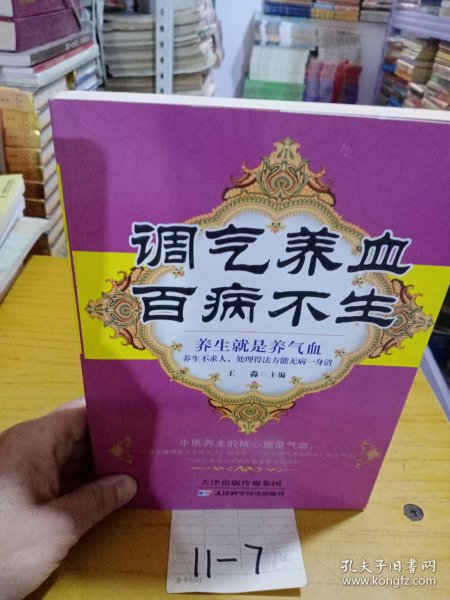 调气养血
百病不生
养生就是养气血
养生不求人，处理得法方能无病一身清
王淼◎主编
中医养生的核心便是气血，
天津出版传媒集团
天津科学技术出版社
11-7
孔夫子旧书网
www.kongfz.com